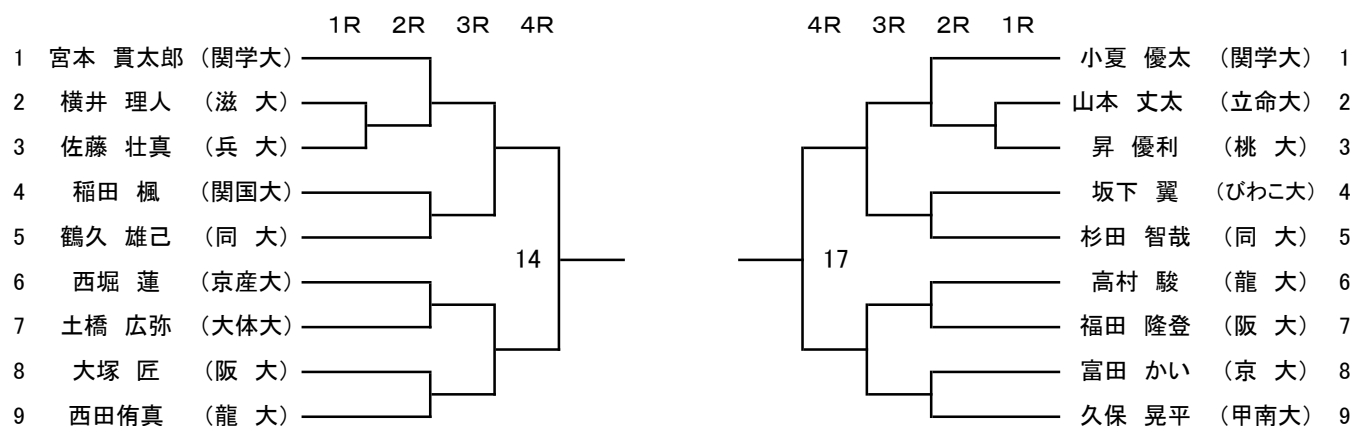 1R 2R 3R 4R
1 宮本 貫太郎 (関学大)
2 横井 理人 (滋 大)
3 佐藤 壮真 (兵 大)
4 稲田 楓 (関国大)
5 鶴久 雄己 (同 大)
14
6 西堀 蓮 (京産大)
7 土橋 広弥 (大体大)
8 大塚 匠 (阪 大)
9 西田侑真 (龍 大)
4R 3R 2R 1R
小夏 優太 (関学大) 1
山本 丈太 (立命大) 2
昇 優利 (桃 大) 3
坂下 翼 (びわこ大) 4
杉田 智哉 (同 大) 5
17
高村 駿 (龍 大) 6
福田 隆登 (阪 大) 7
富田 かい (京 大) 8
久保 晃平 (甲南大) 9